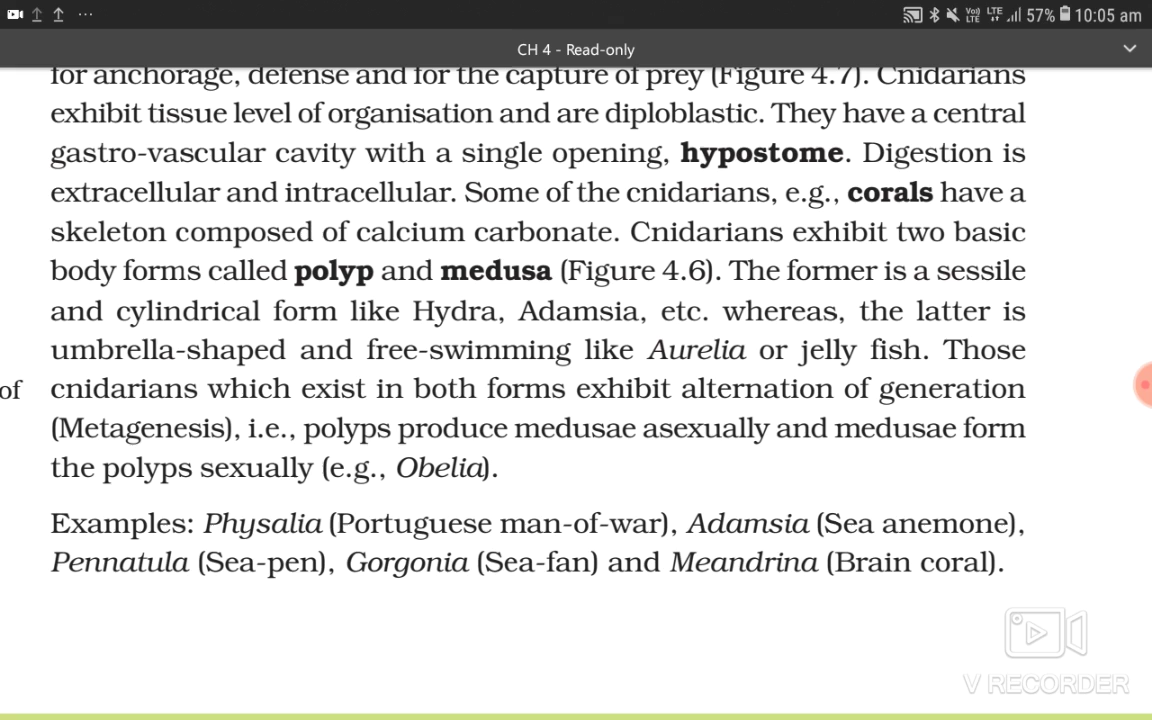 57% 10:05 am
CH 4 - Read-only
for anchorage, defense and for the capture of prey (Figure 4.7). Cnidarians
exhibit tissue level of organisation and are diploblastic. They have a central
gastro-vascular cavity with a single opening, hypostome. Digestion is
extracellular and intracellular. Some of the cnidarians, e.g., corals have a
skeleton composed of calcium carbonate. Cnidarians exhibit two basic
body forms called polyp and medusa (Figure 4.6). The former is a sessile
and cylindrical form like Hydra, Adamsia, etc. whereas, the latter is
umbrella-shaped and free-swimming like Aurelia or jelly fish. Those
of cnidarians which exist in both forms exhibit alternation of generation
(Metagenesis), i.e., polyps produce medusae asexually and medusae form
the polyps sexually (e.g., Obelia).
Examples: Physalia (Portuguese man-of-war), Adamsia (Sea anemone),
Pennatula (Sea-pen), Gorgonia (Sea-fan) and Meandrina (Brain coral).
V RECORDER